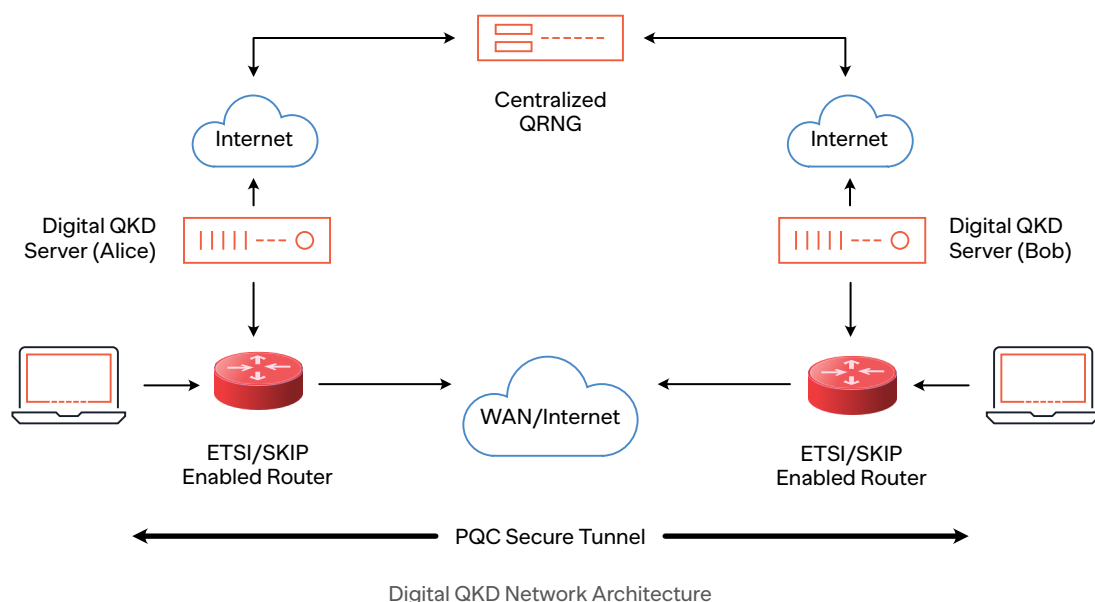 Centralized
QRNG
Internet
Internet
Digital QKD
Server (Alice)
Digital QKD
Server (Bob)
WAN/Internet
ETSI/SKIP
Enabled Router
ETSI/SKIP
Enabled Router
PQC Secure Tunnel
Digital QKD Network Architecture